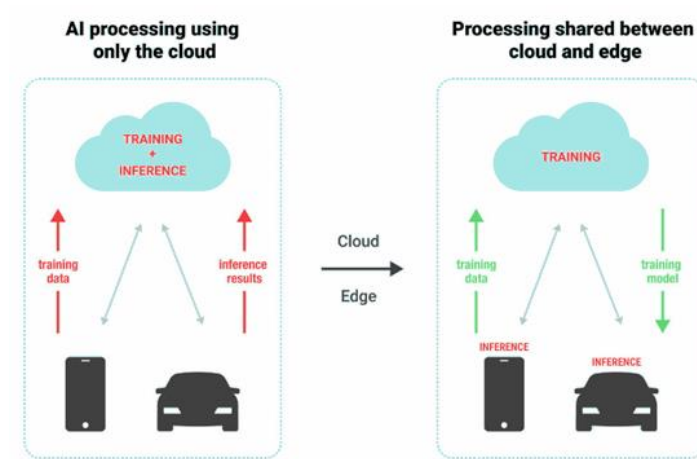 AI processing using
only the cloud
TRAINING
+
INFERENCE
training
data
inference
results
Cloud
Edge
Processing shared between
cloud and edge
TRAINING
training
data
training
model
INFERENCE
INFERENCE